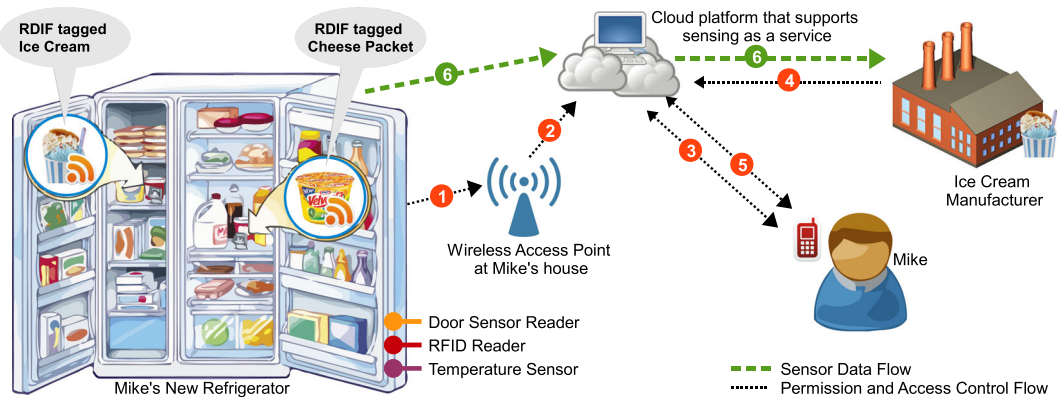 RDIF tagged
Ice Cream
RDIF tagged
Cheese Packet
Cloud platform that supports
sensing as a service
6
6
4
2
3
5
1
Ice Cream
Manufacturer
Wireless Access Point
at Mike's house
Mike
Door Sensor Reader
RFID Reader
Temperature Sensor
Mike's New Refrigerator
Sensor Data Flow
Permission and Access Control Flow